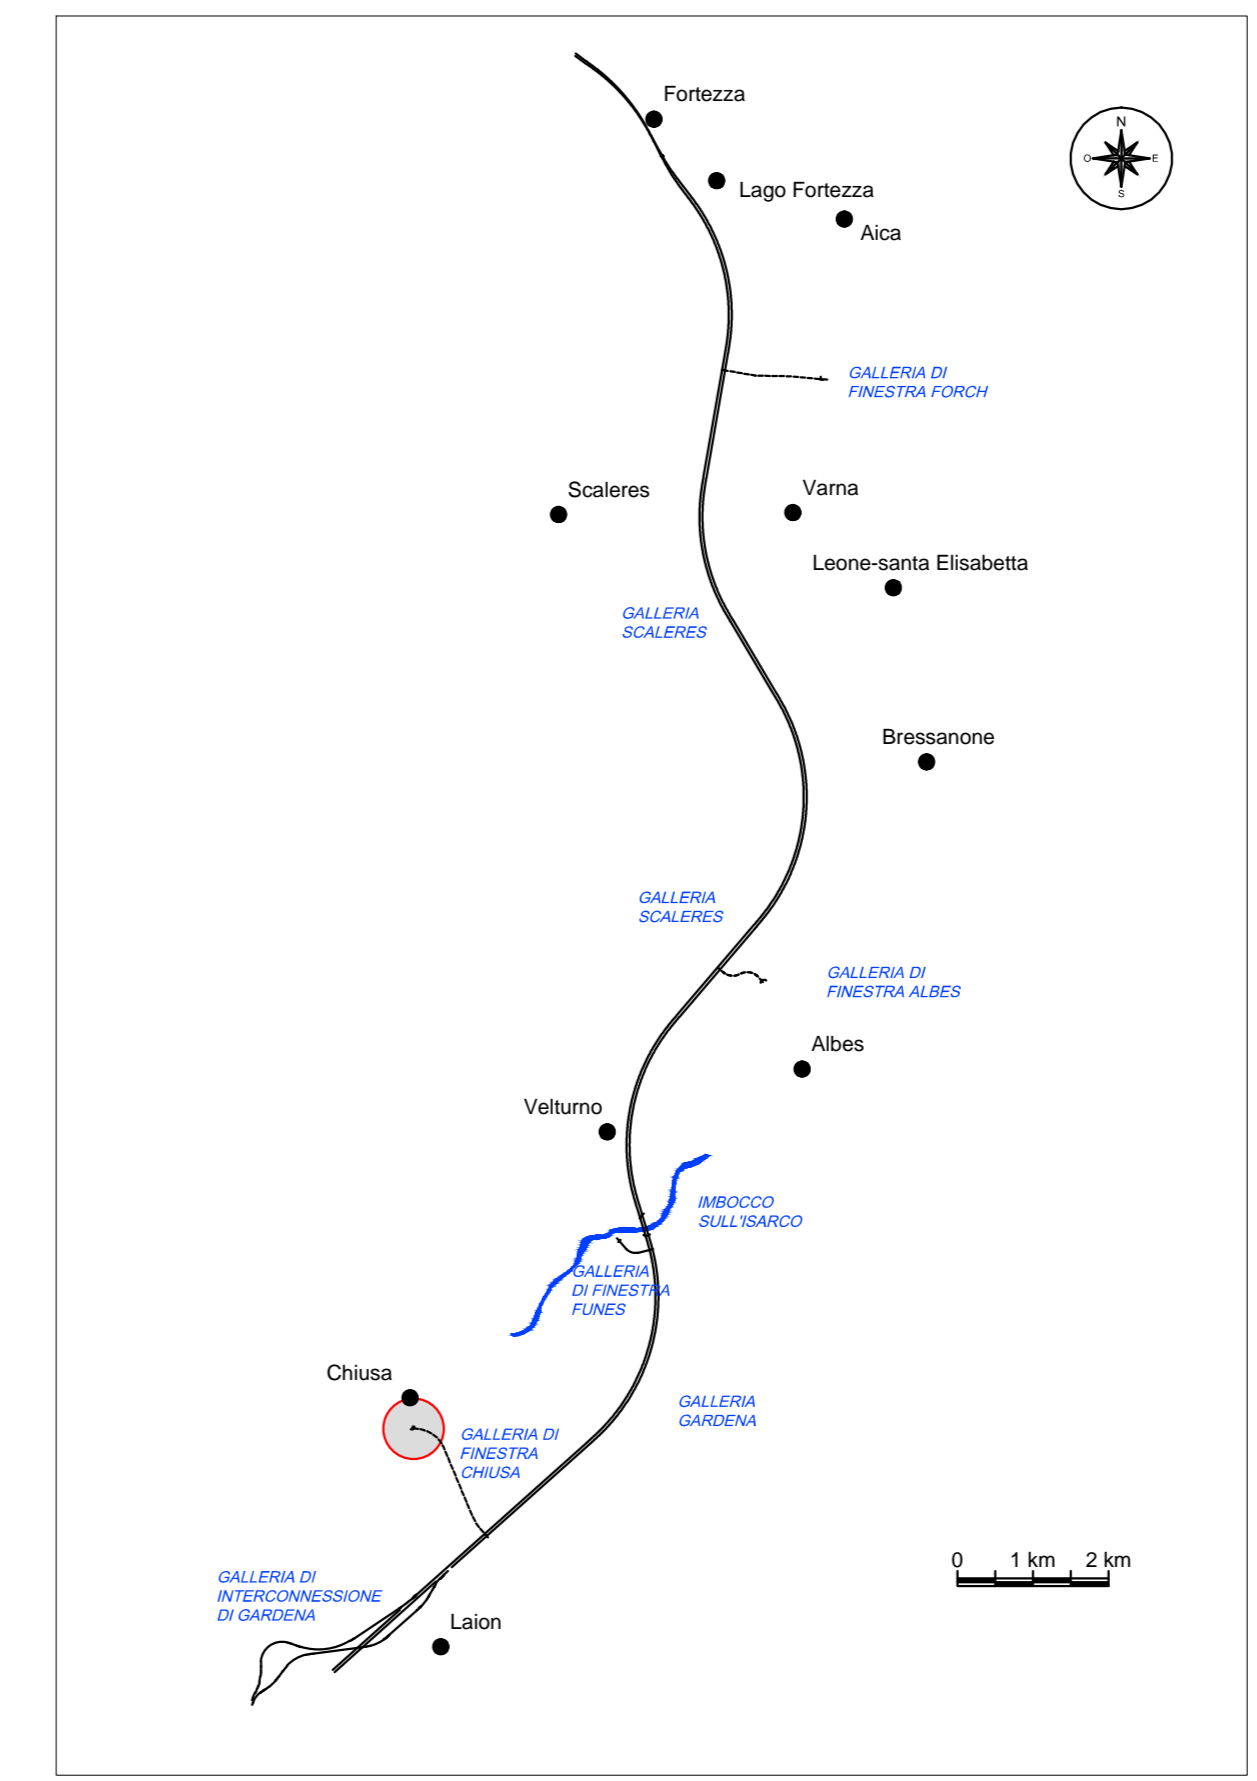 Fortezza
N
O
E
S
Lago Fortezza
Aica
GALLERIA DI
FINESTRA FORCH
Scaleres
Varna
Leone-santa Elisabetta
GALLERIA
SCALERES
Bressanone
GALLERIA
SCALERES
GALLERIA DI
FINESTRA ALBES
Albes
Velturno
IMBOCCO
SULL'ISARCO
GALLERIA
DI FINESTRA
FUNES
Chiusa
GALLERIA
GARDENA
GALLERIA DI
FINESTRA
CHIUSA
0 1 km 2 km
GALLERIA DI
INTERCONNESSIONE
DI GARDENA
Laion